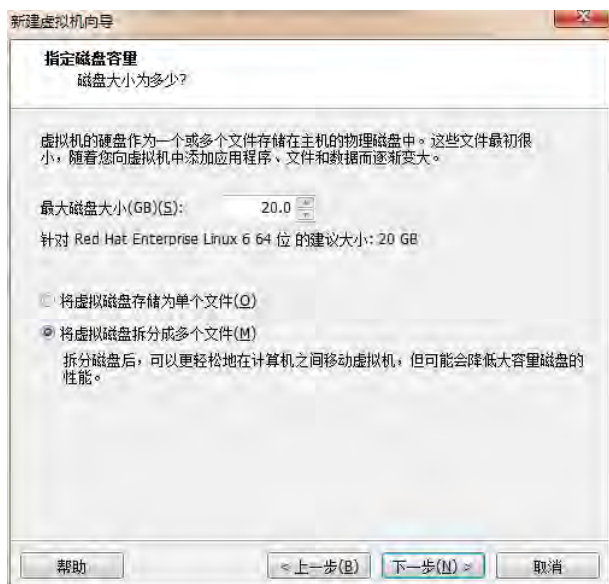 新建虚拟机向导
指定磁盘容量
磁盘大小为多少?
虚拟机的硬盘作为一个或多个文件存储在主机的物理磁盘中。这些文件最初很
小，随着您向虚拟机中添加应用程序、文件和数据而逐渐变大。
最大磁盘大小(GB)(S): 20.0
针对 Red Hat Enterprise Linux 6 64 位 的建议大小: 20 GB
将虚拟磁盘存储为单个文件(O)
将虚拟磁盘拆分成多个文件(M)
拆分磁盘后，可以更轻松地在计算机之间移动虚拟机，但可能会降低大容量磁盘的
性能。
帮助 < 上一步(B) 下一步(N) > 取消